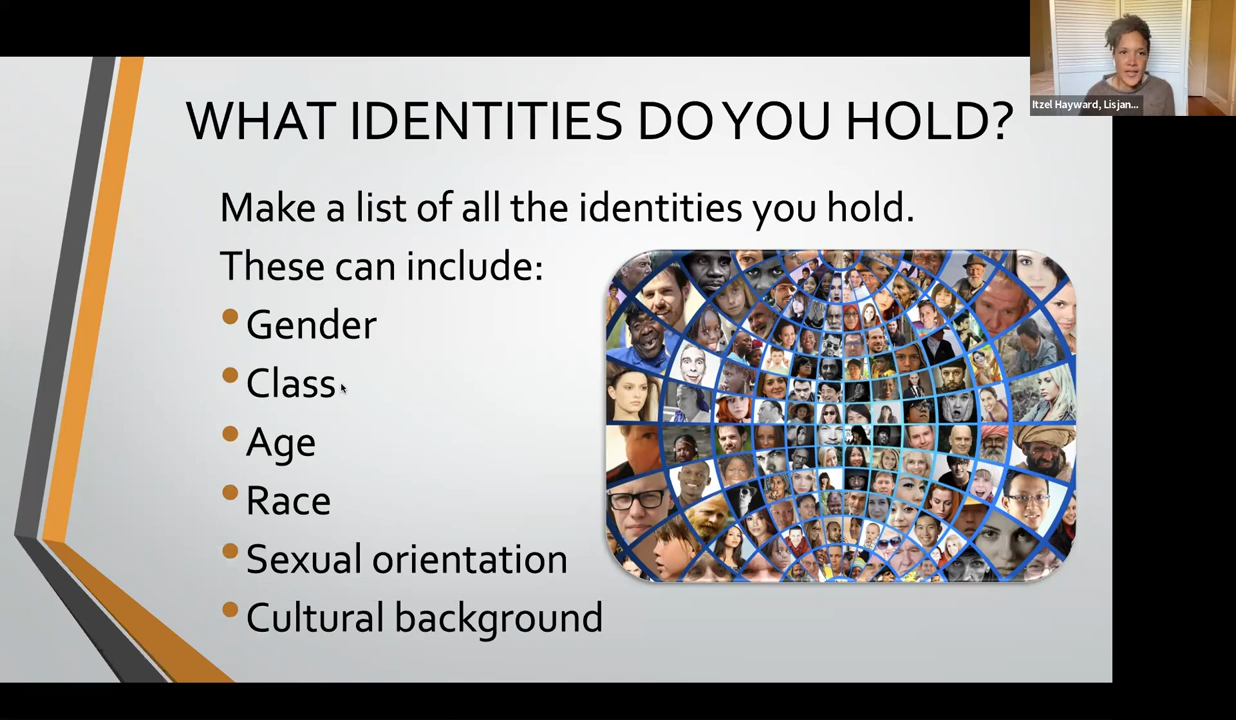 WHAT IDENTITIES DO YOU HOLD?
Itzel Hayward, Lisjan...
Make a list of all the identities you hold.
These can include:
• Gender
• Class
• Age
• Race
• Sexual orientation
• Cultural background